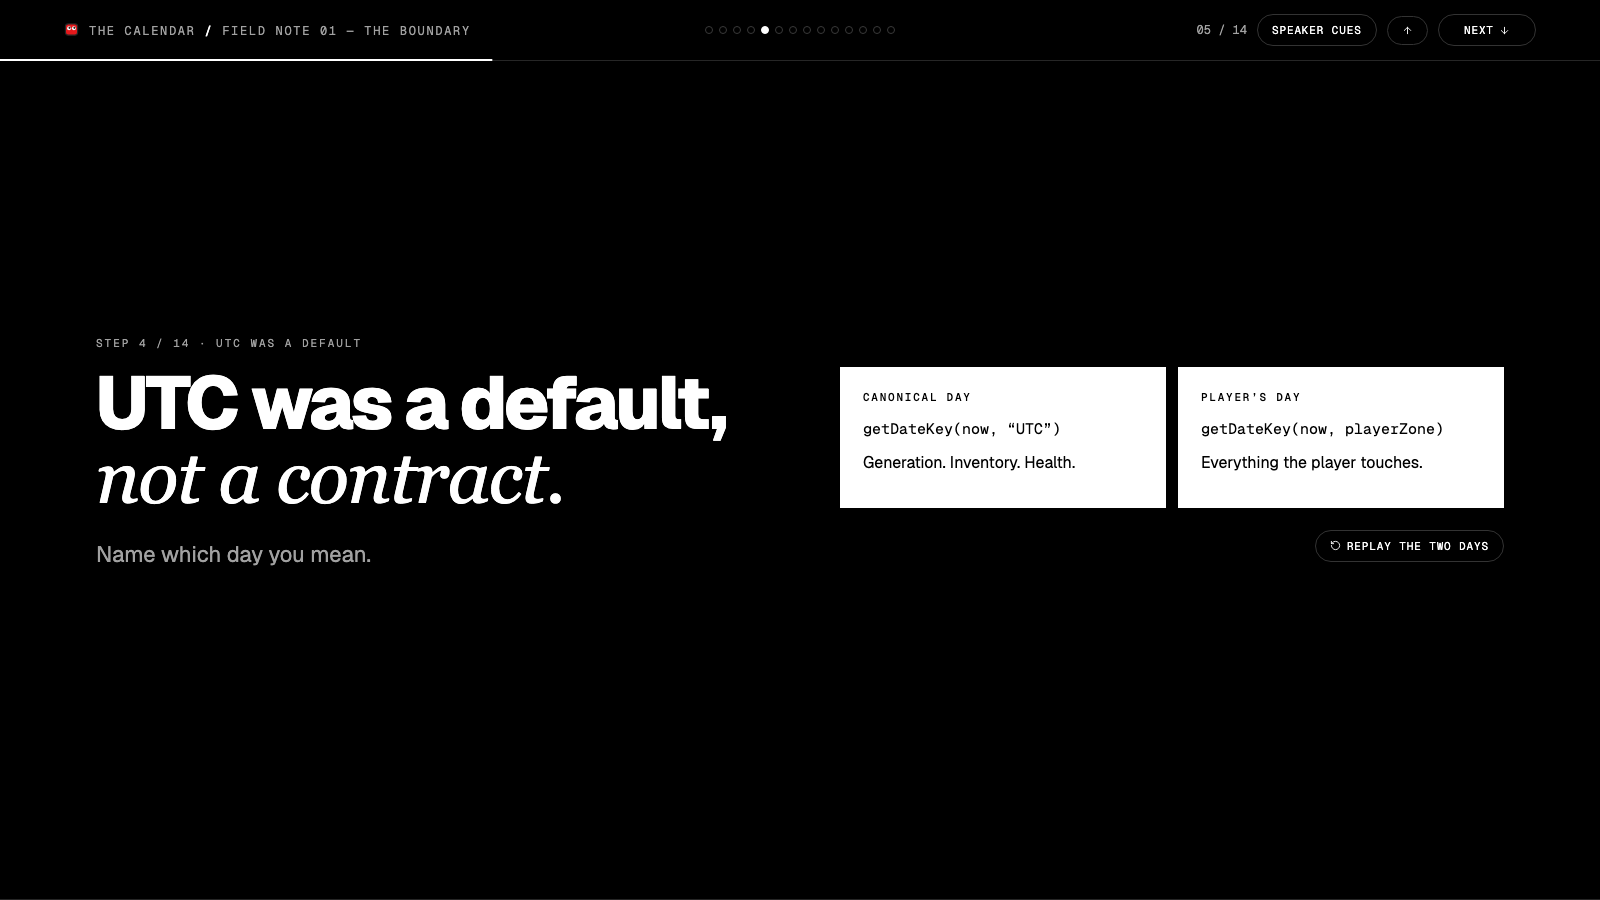 THE CALENDAR / FIELD NOTE 01 — THE BOUNDARY
05 / 14
SPEAKER CUES
↑
NEXT ↓
STEP 4 / 14 · UTC WAS A DEFAULT
UTC was a default,
not a contract.
Name which day you mean.
CANONICAL DAY
getDateKey(now, “UTC”)
Generation. Inventory. Health.
PLAYER’S DAY
getDateKey(now, playerZone)
Everything the player touches.
REPLAY THE TWO DAYS